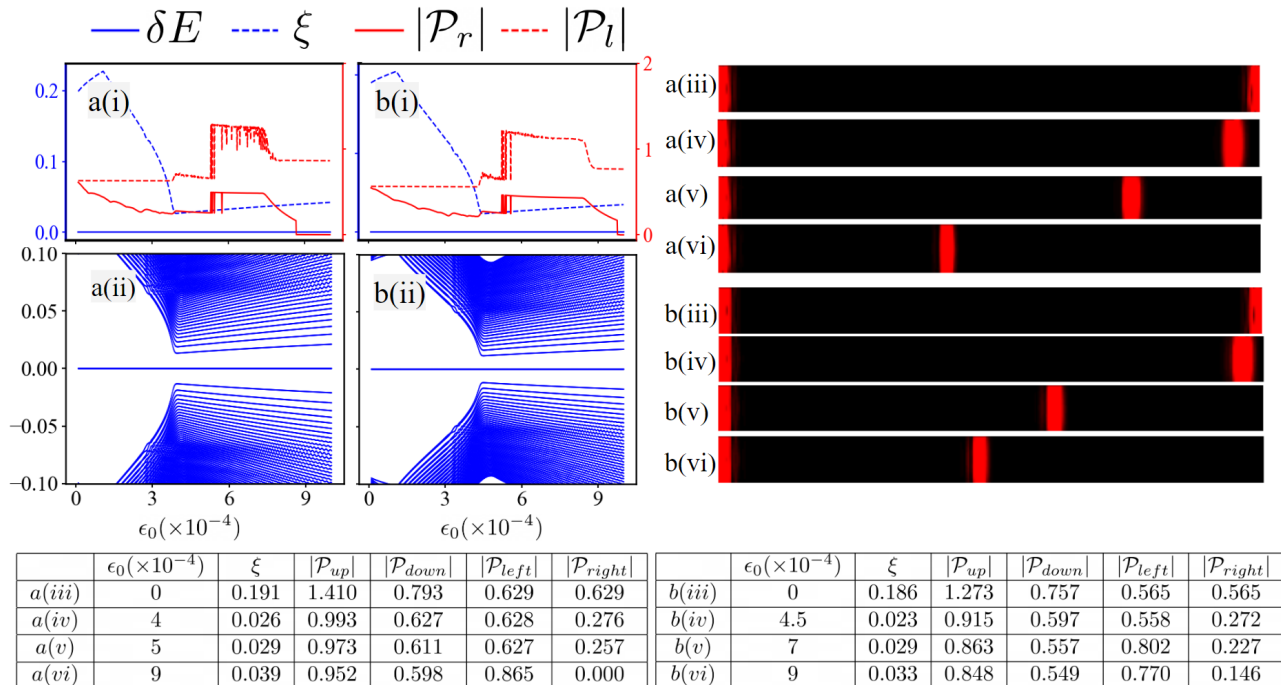 δE ξ |𝒫_r| |𝒫_l|
a(i)
0.2
0.1
0.0
b(i)
2
1
0
a(ii)
0.10
0.05
0.00
−0.05
−0.10
0 3 6 9
ϵ₀(×10⁻⁴)
b(ii)
0 3 6 9
ϵ₀(×10⁻⁴)
a(iii)
a(iv)
a(v)
a(vi)
b(iii)
b(iv)
b(v)
b(vi)
ϵ₀(×10⁻⁴) ξ |𝒫_up| |𝒫_down| |𝒫_left| |𝒫_right|
a(iii) 0 0.191 1.410 0.793 0.629 0.629
a(iv) 4 0.026 0.993 0.627 0.628 0.276
a(v) 5 0.029 0.973 0.611 0.627 0.257
a(vi) 9 0.039 0.952 0.598 0.865 0.000
ϵ₀(×10⁻⁴) ξ |𝒫_up| |𝒫_down| |𝒫_left| |𝒫_right|
b(iii) 0 0.186 1.273 0.757 0.565 0.565
b(iv) 4.5 0.023 0.915 0.597 0.558 0.272
b(v) 7 0.029 0.863 0.557 0.802 0.227
b(vi) 9 0.033 0.848 0.549 0.770 0.146